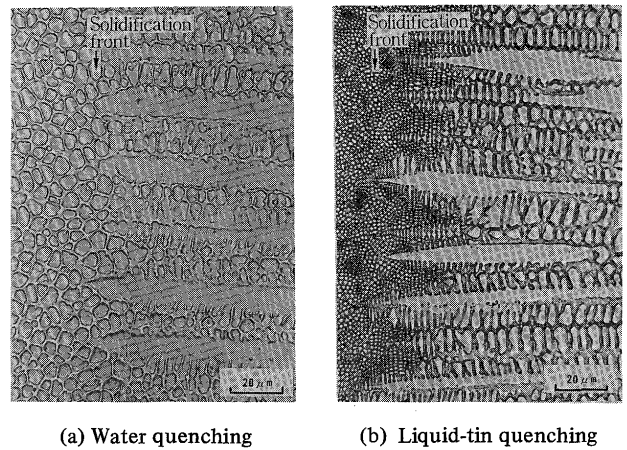 Solidification
front
20 μm
(a) Water quenching
Solidification
front
20 μm
(b) Liquid-tin quenching